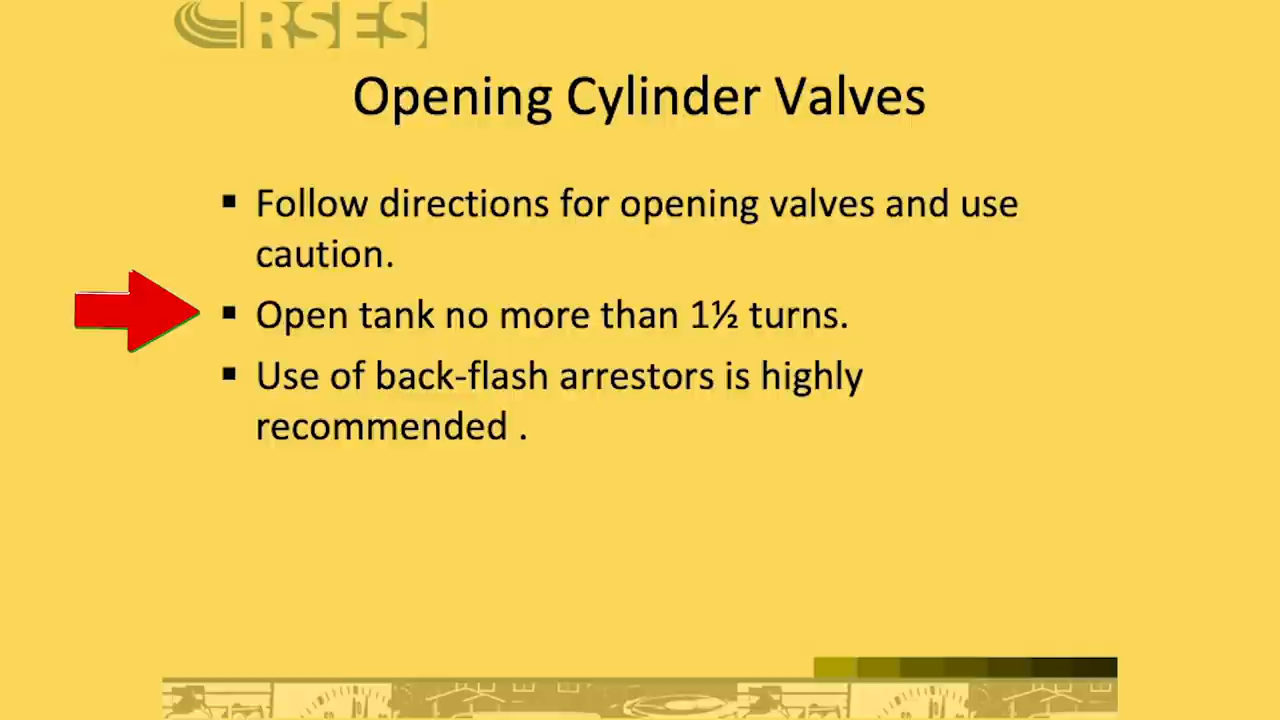 RSES
Opening Cylinder Valves
▪ Follow directions for opening valves and use
caution.
▪ Open tank no more than 1½ turns.
▪ Use of back-flash arrestors is highly
recommended .